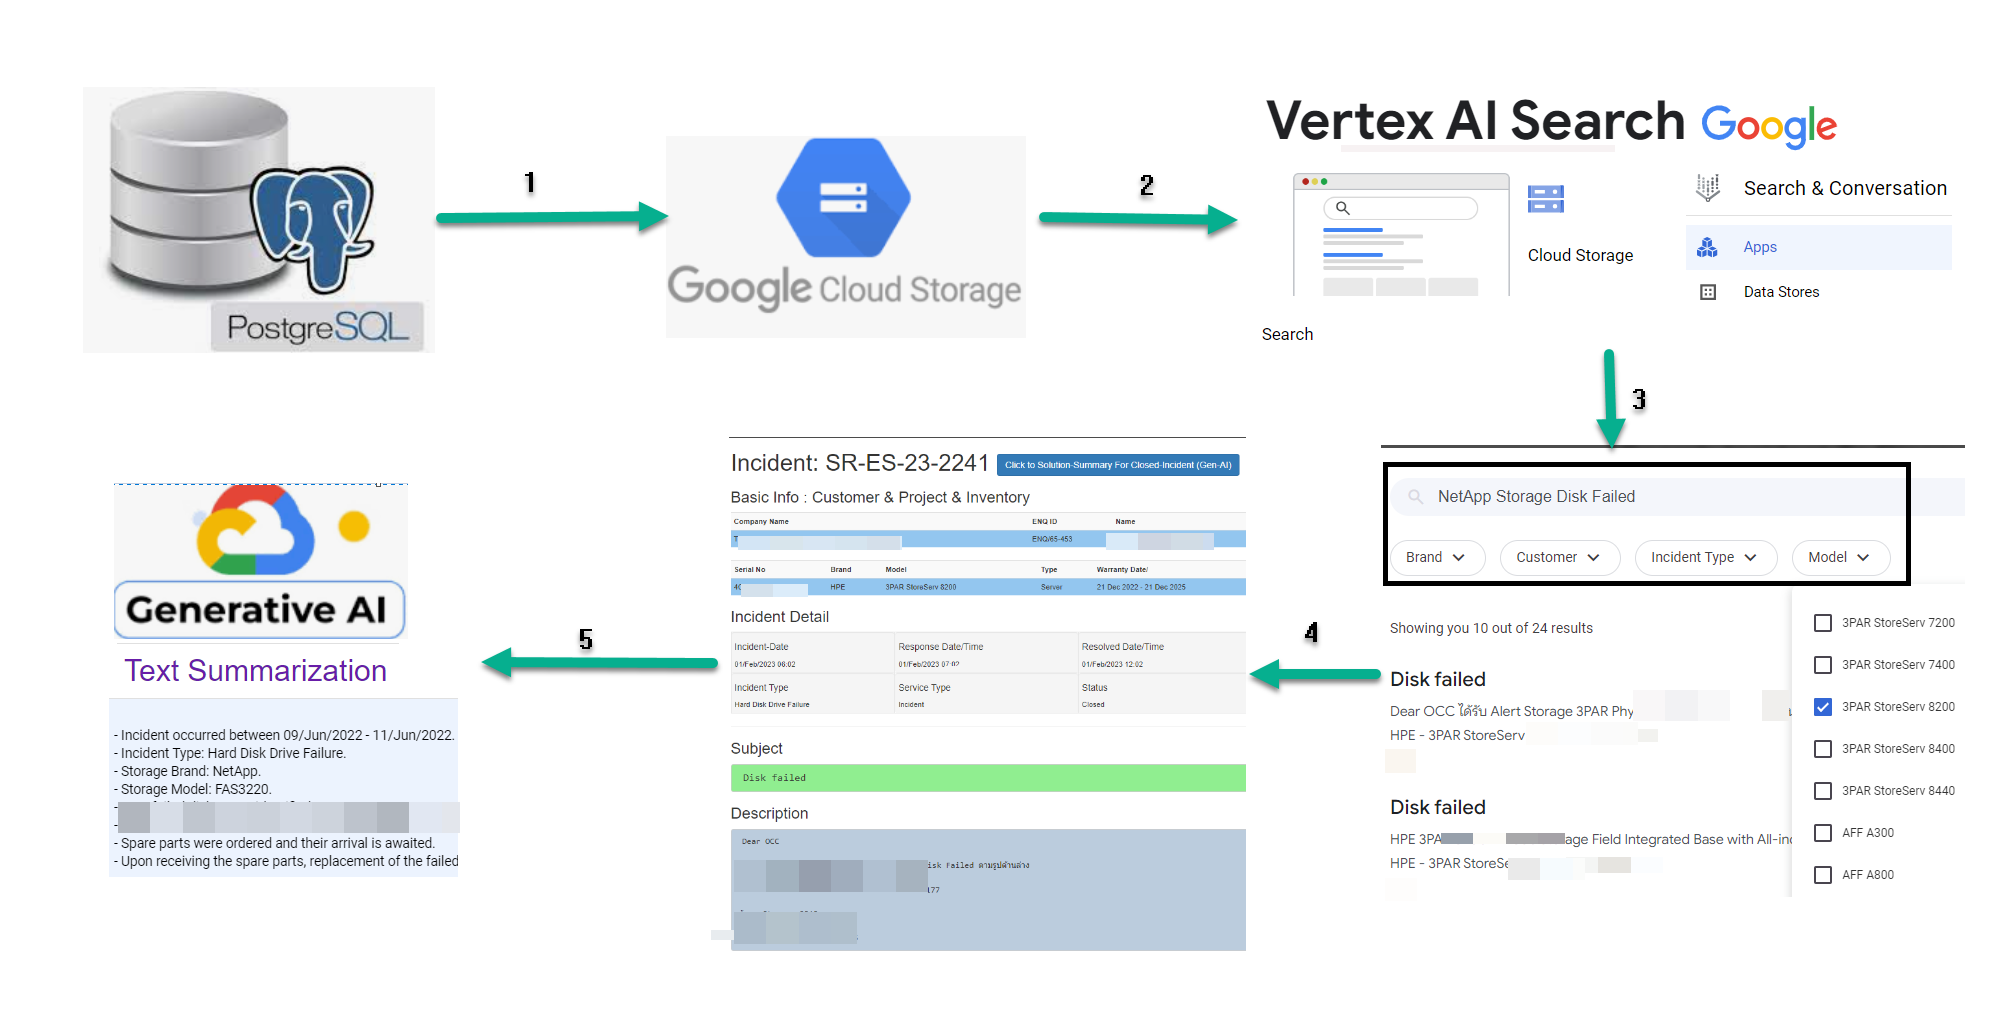 PostgreSQL
1
Google Cloud Storage
2
Vertex AI Search Google
Search & Conversation
Cloud Storage
Apps
Data Stores
Search
3
NetApp Storage Disk Failed
Brand
Customer
Incident Type
Model
Showing you 10 out of 24 results
3PAR StoreServ 7200
3PAR StoreServ 7400
3PAR StoreServ 8200
3PAR StoreServ 8400
3PAR StoreServ 8440
AFF A300
AFF A800
Disk failed
Dear OCC ได้รับ Alert Storage 3PAR Phy
HPE - 3PAR StoreServ
Disk failed
HPE 3PA age Field Integrated Base with All-in
HPE - 3PAR StoreSe
4
Incident: SR-ES-23-2241
Click to Solution-Summary For Closed-Incident (Gen-AI)
Basic Info : Customer & Project & Inventory
Company Name ENQ ID Name
ENQ/65-453
Serial No Brand Model Type Warranty Date/
HPE 3PAR StoreServ 8200 Server 21 Dec 2022 - 21 Dec 2025
Incident Detail
Incident-Date Response Date/Time Resolved Date/Time
01/Feb/2023 06:02 01/Feb/2023 07:02 01/Feb/2023 12:02
Incident Type Service Type Status
Hard Disk Drive Failure Incident Closed
Subject
Disk failed
Description
Dear OCC
isk Failed ตามรูปด้านล่าง
177
5
Generative AI
Text Summarization
- Incident occurred between 09/Jun/2022 - 11/Jun/2022.
- Incident Type: Hard Disk Drive Failure.
- Storage Brand: NetApp.
- Storage Model: FAS3220.
- Spare parts were ordered and their arrival is awaited.
- Upon receiving the spare parts, replacement of the failed